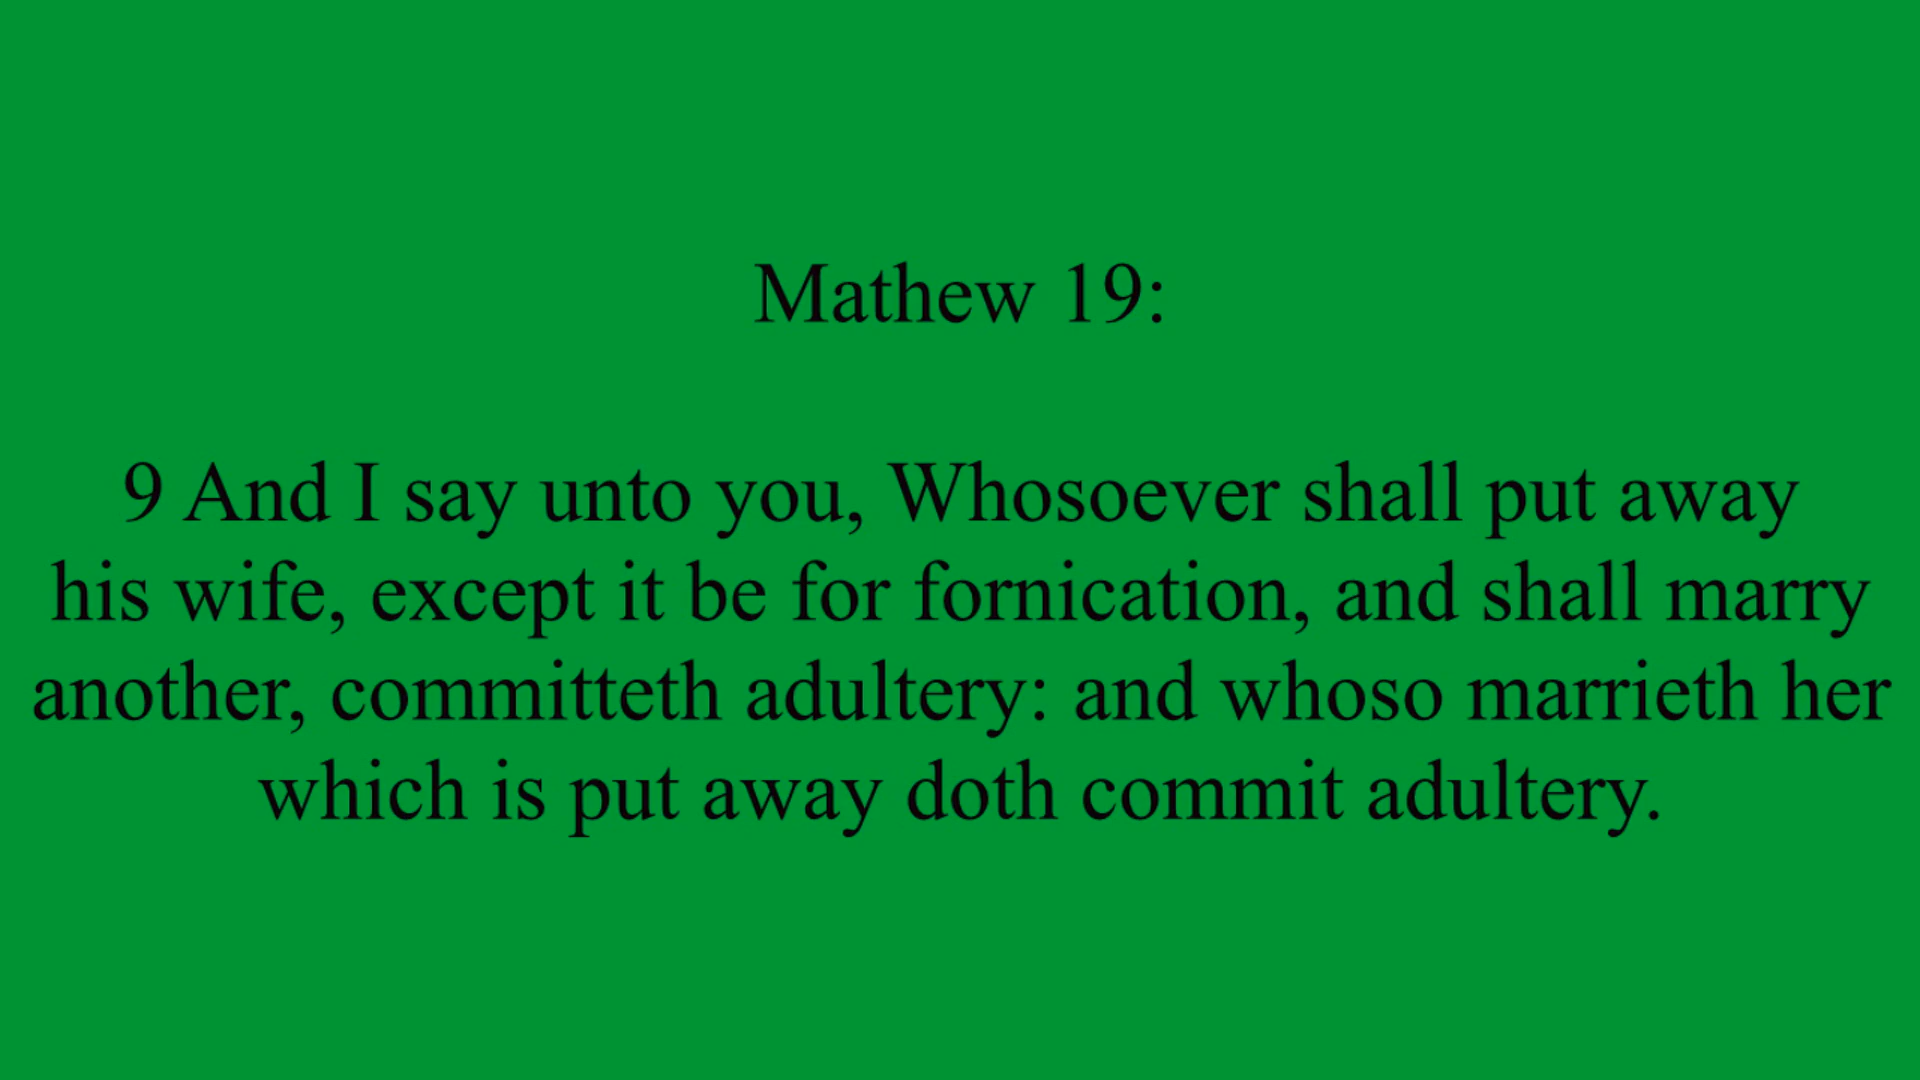 Mathew 19:
9 And I say unto you, Whosoever shall put away
his wife, except it be for fornication, and shall marry
another, committeth adultery: and whoso marrieth her
which is put away doth commit adultery.